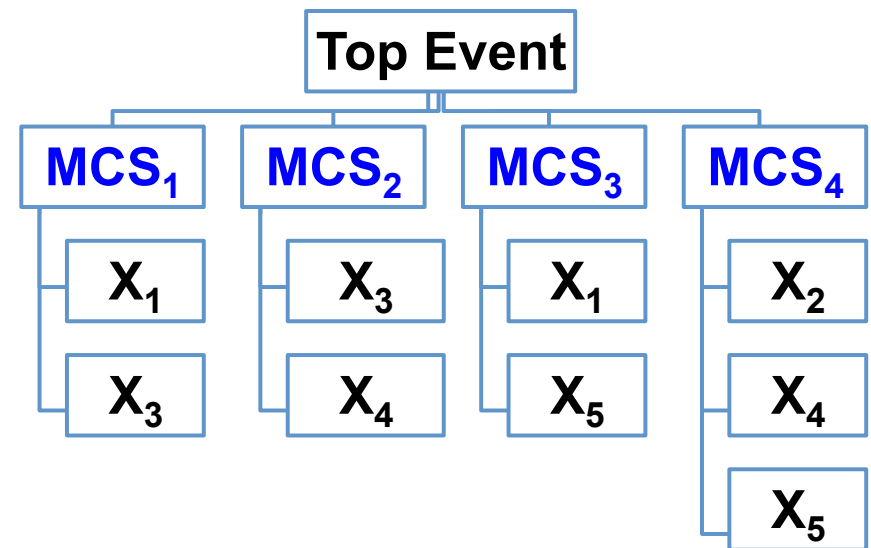 Top Event
MCS₁ MCS₂ MCS₃ MCS₄
X₁ X₃ X₁ X₂
X₃ X₄ X₅ X₄
X₅